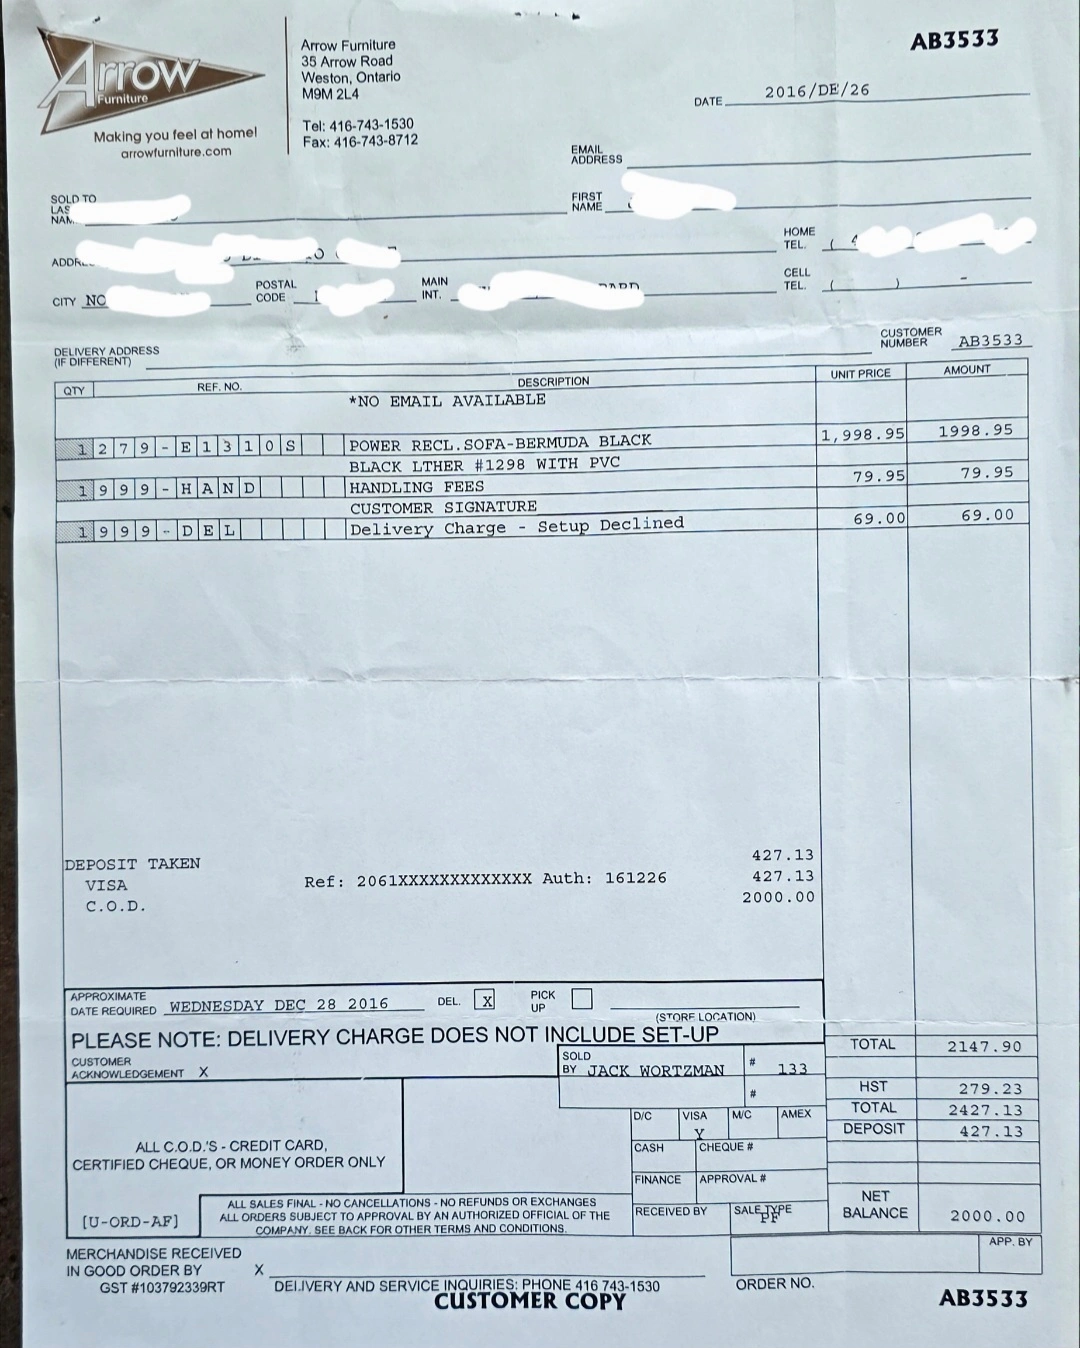 Arrow
Furniture
Making you feel at home!
arrowfurniture.com
Arrow Furniture
35 Arrow Road
Weston, Ontario
M9M 2L4
Tel: 416-743-1530
Fax: 416-743-8712
AB3533
DATE 2016/DE/26
EMAIL
ADDRESS
SOLD TO
LAS
NAM
FIRST
NAME
ADDR
HOME
TEL. (
CITY NO
POSTAL
CODE
MAIN
INT.
CELL
TEL. ( ) -
DELIVERY ADDRESS
(IF DIFFERENT)
CUSTOMER
NUMBER AB3533
QTY REF. NO. DESCRIPTION UNIT PRICE AMOUNT
*NO EMAIL AVAILABLE
1 279-E1310S POWER RECL.SOFA-BERMUDA BLACK 1,998.95 1998.95
BLACK LTHER #1298 WITH PVC
1 999-HAND HANDLING FEES 79.95 79.95
CUSTOMER SIGNATURE
1 999-DEL Delivery Charge - Setup Declined 69.00 69.00
DEPOSIT TAKEN 427.13
VISA Ref: 2061XXXXXXXXXXXXX Auth: 161226 427.13
C.O.D. 2000.00
APPROXIMATE
DATE REQUIRED WEDNESDAY DEC 28 2016 DEL. X PICK
UP
(STORE LOCATION)
PLEASE NOTE: DELIVERY CHARGE DOES NOT INCLUDE SET-UP
CUSTOMER
ACKNOWLEDGEMENT X
SOLD
BY JACK WORTZMAN # 133
#
TOTAL 2147.90
HST 279.23
TOTAL 2427.13
DEPOSIT 427.13
NET
BALANCE 2000.00
D/C VISA M/C AMEX
Y
CASH CHEQUE #
FINANCE APPROVAL #
RECEIVED BY SALE TYPE
PF
ALL C.O.D.'S - CREDIT CARD,
CERTIFIED CHEQUE, OR MONEY ORDER ONLY
[U-ORD-AF]
ALL SALES FINAL - NO CANCELLATIONS - NO REFUNDS OR EXCHANGES
ALL ORDERS SUBJECT TO APPROVAL BY AN AUTHORIZED OFFICIAL OF THE
COMPANY. SEE BACK FOR OTHER TERMS AND CONDITIONS.
APP. BY
MERCHANDISE RECEIVED
IN GOOD ORDER BY X
GST #103792339RT
DELIVERY AND SERVICE INQUIRIES: PHONE 416 743-1530
ORDER NO.
CUSTOMER COPY
AB3533